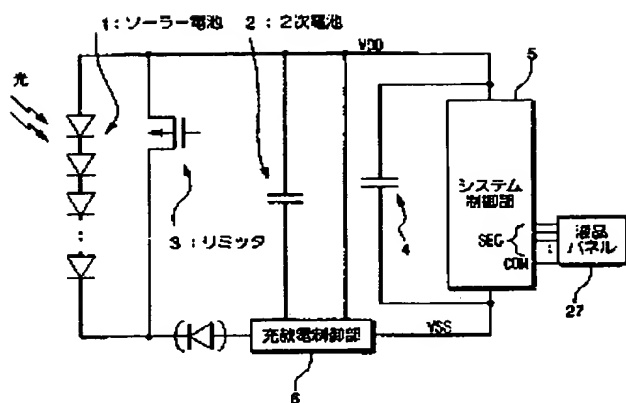 1：ソーラー電池
2：2次電池
VDD
5
光
システム
制御部
3：リミッタ
4
SEG
COM
液晶
パネル
27
充放電制御部
VSS
6